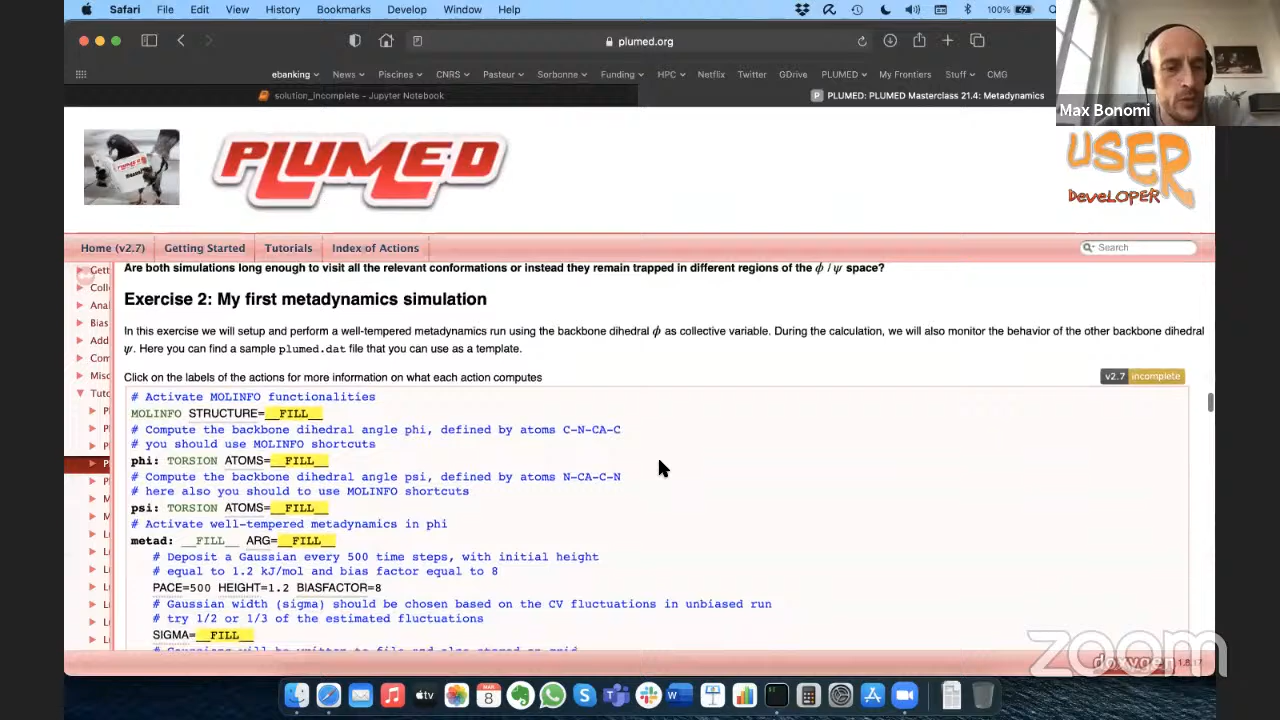 Safari File Edit View History Bookmarks Develop Window Help 100%
plumed.org
ebanking News Piscines CNRS Pasteur Sorbonne Funding HPC Netflix Twitter GDrive PLUMED My Frontiers Stuff CMG
solution_incomplete – Jupyter Notebook
P PLUMED: PLUMED Masterclass 21.4: Metadynamics
Max Bonomi
PLUMED
USER
DEVELOPER
Home (v2.7) Getting Started Tutorials Index of Actions
Search
Gett
Coll
Ana
Bias
Add
Com
Misc
Tuto
Are both simulations long enough to visit all the relevant conformations or instead they remain trapped in different regions of the ϕ / ψ space?
Exercise 2: My first metadynamics simulation
In this exercise we will setup and perform a well-tempered metadynamics run using the backbone dihedral ϕ as collective variable. During the calculation, we will also monitor the behavior of the other backbone dihedral
ψ. Here you can find a sample plumed.dat file that you can use as a template.
Click on the labels of the actions for more information on what each action computes
v2.7 incomplete
# Activate MOLINFO functionalities
MOLINFO STRUCTURE=__FILL__
# Compute the backbone dihedral angle phi, defined by atoms C-N-CA-C
# you should use MOLINFO shortcuts
phi: TORSION ATOMS=__FILL__
# Compute the backbone dihedral angle psi, defined by atoms N-CA-C-N
# here also you should to use MOLINFO shortcuts
psi: TORSION ATOMS=__FILL__
# Activate well-tempered metadynamics in phi
metad: __FILL__ ARG=__FILL__
# Deposit a Gaussian every 500 time steps, with initial height
# equal to 1.2 kJ/mol and bias factor equal to 8
PACE=500 HEIGHT=1.2 BIASFACTOR=8
# Gaussian width (sigma) should be chosen based on the CV fluctuations in unbiased run
# try 1/2 or 1/3 of the estimated fluctuations
SIGMA=__FILL__
zoom
doxygen
tv
MAR
8